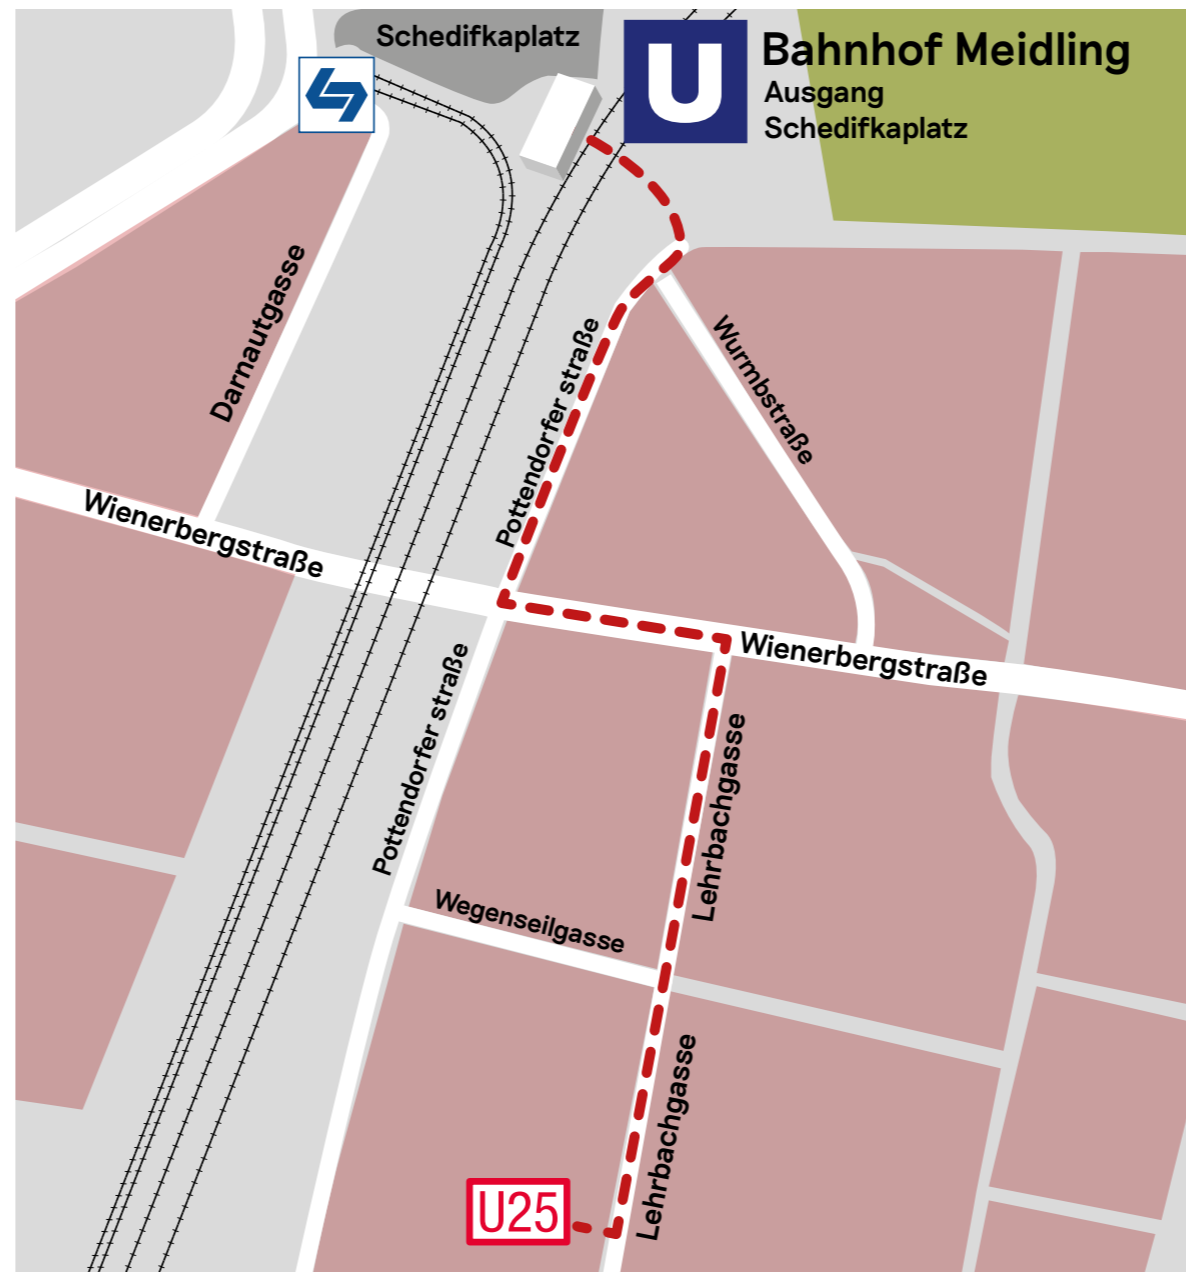 Schedifkaplatz
U
Bahnhof Meidling
Ausgang
Schedifkaplatz
Darnautgasse
Pottendorfer straße
Wurmbstraße
Wienerbergstraße
Wienerbergstraße
Pottendorfer straße
Lehrbachgasse
Wegenseilgasse
Lehrbachgasse
U25